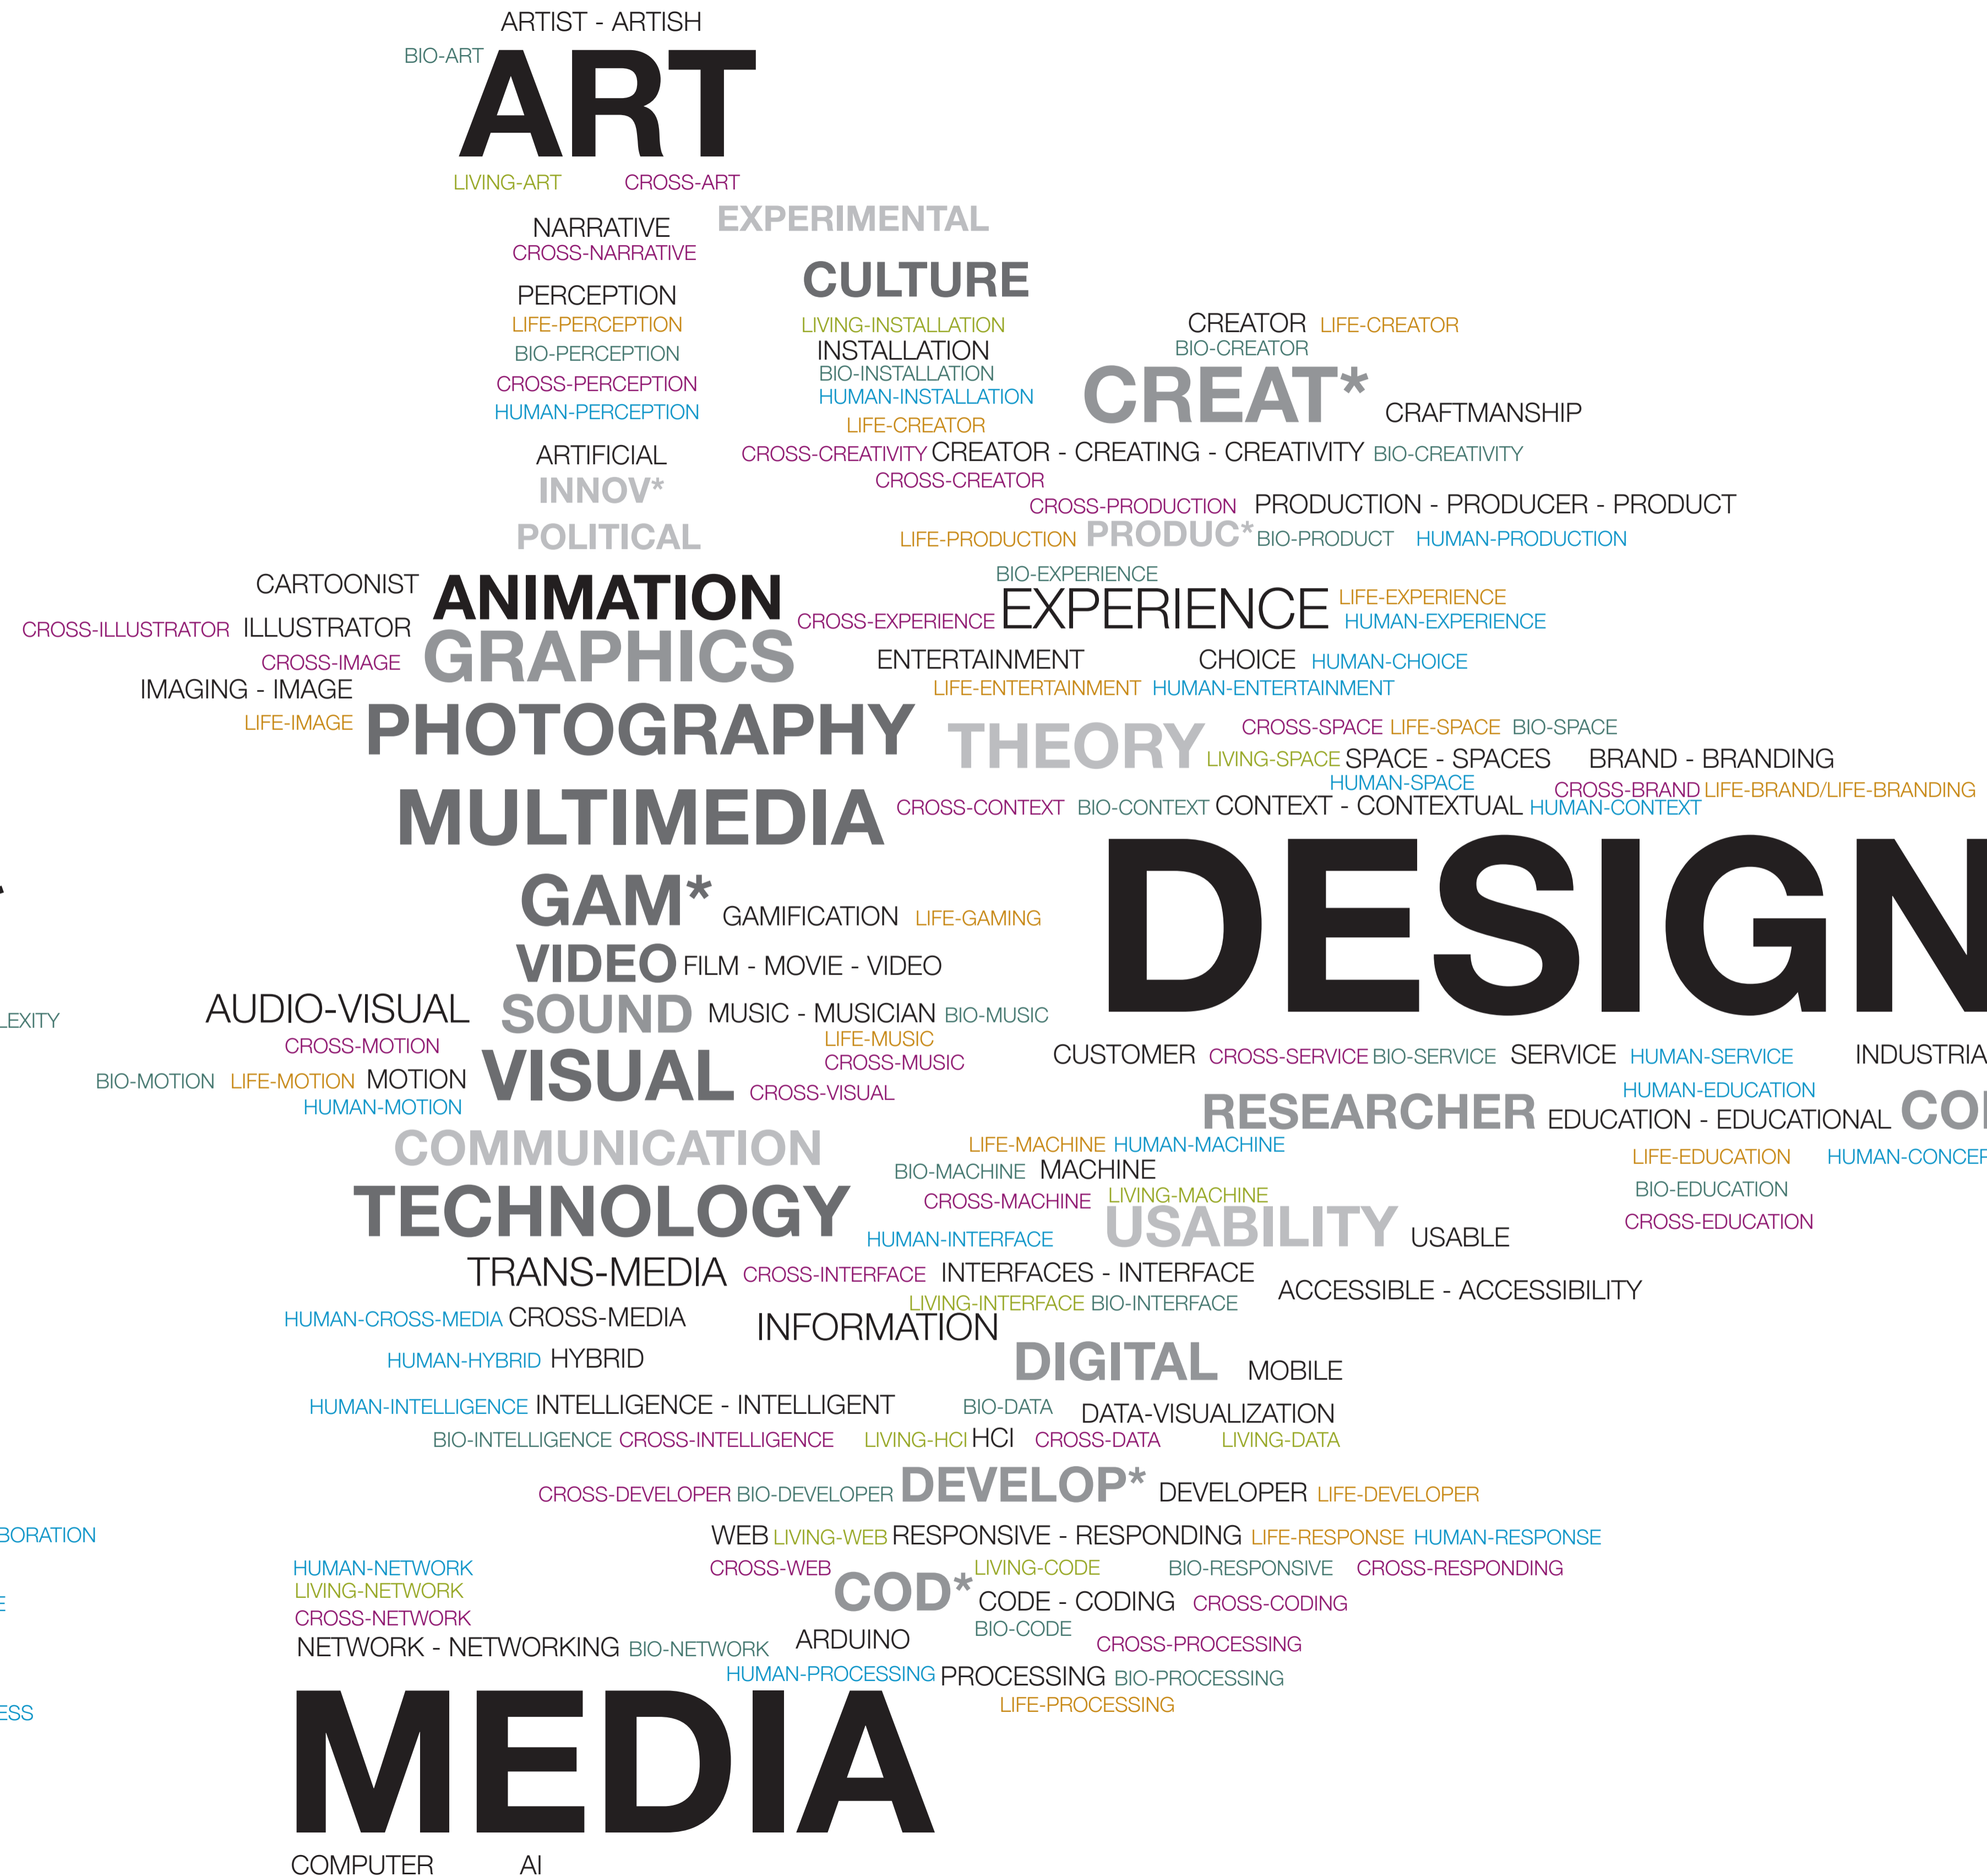 ARTIST - ARTISH
BIO-ART
ART
LIVING-ART CROSS-ART
NARRATIVE EXPERIMENTAL
CROSS-NARRATIVE
CULTURE
PERCEPTION
LIFE-PERCEPTION LIVING-INSTALLATION CREATOR LIFE-CREATOR
BIO-PERCEPTION INSTALLATION BIO-CREATOR
BIO-INSTALLATION
CROSS-PERCEPTION HUMAN-INSTALLATION CREAT*
HUMAN-PERCEPTION CRAFTMANSHIP
LIFE-CREATOR
ARTIFICIAL CROSS-CREATIVITY CREATOR - CREATING - CREATIVITY BIO-CREATIVITY
INNOV* CROSS-CREATOR
CROSS-PRODUCTION PRODUCTION - PRODUCER - PRODUCT
POLITICAL LIFE-PRODUCTION PRODUC* BIO-PRODUCT HUMAN-PRODUCTION
BIO-EXPERIENCE
CARTOONIST ANIMATION EXPERIENCE LIFE-EXPERIENCE
CROSS-ILLUSTRATOR ILLUSTRATOR CROSS-EXPERIENCE HUMAN-EXPERIENCE
CROSS-IMAGE GRAPHICS ENTERTAINMENT CHOICE HUMAN-CHOICE
IMAGING - IMAGE LIFE-ENTERTAINMENT HUMAN-ENTERTAINMENT
LIFE-IMAGE PHOTOGRAPHY THEORY CROSS-SPACE LIFE-SPACE BIO-SPACE
LIVING-SPACE SPACE - SPACES BRAND - BRANDING
HUMAN-SPACE CROSS-BRAND LIFE-BRAND/LIFE-BRANDING
MULTIMEDIA CROSS-CONTEXT BIO-CONTEXT CONTEXT - CONTEXTUAL HUMAN-CONTEXT
DESIGN
GAM* GAMIFICATION LIFE-GAMING
VIDEO FILM - MOVIE - VIDEO
LEXITY AUDIO-VISUAL SOUND MUSIC - MUSICIAN BIO-MUSIC
LIFE-MUSIC
CROSS-MOTION CROSS-MUSIC CUSTOMER CROSS-SERVICE BIO-SERVICE SERVICE HUMAN-SERVICE INDUSTRIA
BIO-MOTION LIFE-MOTION MOTION VISUAL CROSS-VISUAL HUMAN-EDUCATION
HUMAN-MOTION RESEARCHER EDUCATION - EDUCATIONAL CO
COMMUNICATION LIFE-MACHINE HUMAN-MACHINE LIFE-EDUCATION HUMAN-CONCER
BIO-MACHINE MACHINE BIO-EDUCATION
TECHNOLOGY CROSS-MACHINE LIVING-MACHINE CROSS-EDUCATION
HUMAN-INTERFACE USABILITY USABLE
TRANS-MEDIA CROSS-INTERFACE INTERFACES - INTERFACE ACCESSIBLE - ACCESSIBILITY
LIVING-INTERFACE BIO-INTERFACE
HUMAN-CROSS-MEDIA CROSS-MEDIA INFORMATION
HUMAN-HYBRID HYBRID DIGITAL MOBILE
HUMAN-INTELLIGENCE INTELLIGENCE - INTELLIGENT BIO-DATA DATA-VISUALIZATION
BIO-INTELLIGENCE CROSS-INTELLIGENCE LIVING-HCI HCI CROSS-DATA LIVING-DATA
CROSS-DEVELOPER BIO-DEVELOPER DEVELOP* DEVELOPER LIFE-DEVELOPER
BORATION WEB LIVING-WEB RESPONSIVE - RESPONDING LIFE-RESPONSE HUMAN-RESPONSE
HUMAN-NETWORK CROSS-WEB LIVING-CODE BIO-RESPONSIVE CROSS-RESPONDING
LIVING-NETWORK
E COD* CODE - CODING CROSS-CODING
CROSS-NETWORK BIO-CODE
NETWORK - NETWORKING BIO-NETWORK ARDUINO CROSS-PROCESSING
HUMAN-PROCESSING PROCESSING BIO-PROCESSING
ESS LIFE-PROCESSING
MEDIA
COMPUTER AI